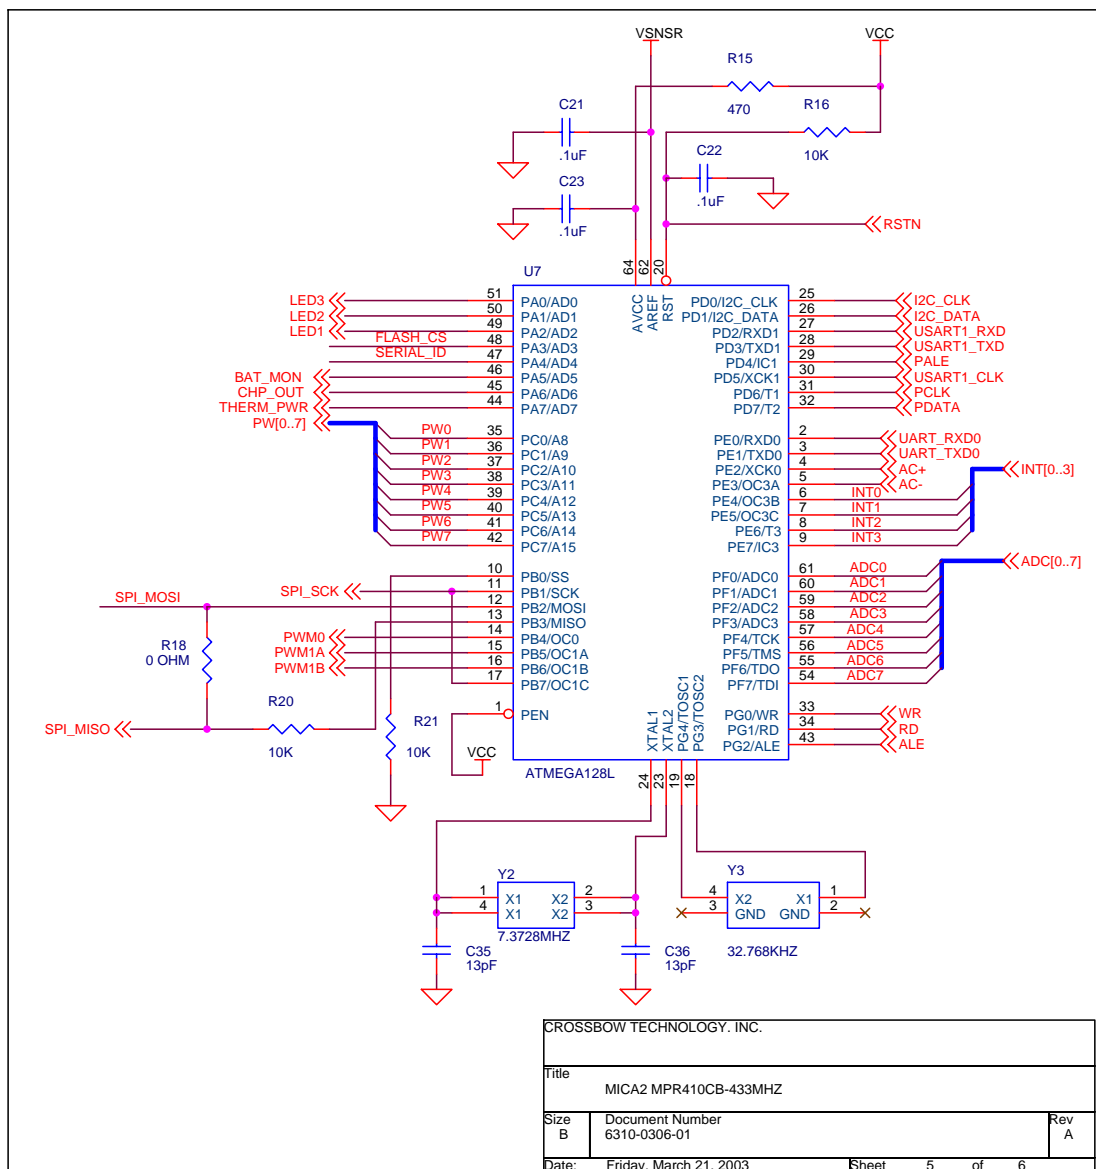 VSNSR VCC
R15
470
R16
10K
C21
.1uF
C22
.1uF
C23
.1uF
RSTN
U7
64 62 20
AVCC AREF RST
LED3 51 PA0/AD0 PD0/I2C_CLK 25 I2C_CLK
LED2 50 PA1/AD1 PD1/I2C_DATA 26 I2C_DATA
LED1 49 PA2/AD2 PD2/RXD1 27 USART1_RXD
FLASH_CS 48 PA3/AD3 PD3/TXD1 28 USART1_TXD
SERIAL_ID 47 PA4/AD4 PD4/IC1 29 PALE
BAT_MON 46 PA5/AD5 PD5/XCK1 30 USART1_CLK
CHP_OUT 45 PA6/AD6 PD6/T1 31 PCLK
THERM_PWR 44 PA7/AD7 PD7/T2 32 PDATA
PW[0..7]
PW0 35 PC0/A8 PE0/RXD0 2 UART_RXD0
PW1 36 PC1/A9 PE1/TXD0 3 UART_TXD0
PW2 37 PC2/A10 PE2/XCK0 4 AC+ INT[0..3]
PW3 38 PC3/A11 PE3/OC3A 5 AC-
PW4 39 PC4/A12 PE4/OC3B 6 INT0
PW5 40 PC5/A13 PE5/OC3C 7 INT1
PW6 41 PC6/A14 PE6/T3 8 INT2
PW7 42 PC7/A15 PE7/IC3 9 INT3
ADC[0..7]
10 PB0/SS PF0/ADC0 61 ADC0
SPI_SCK 11 PB1/SCK PF1/ADC1 60 ADC1
SPI_MOSI 12 PB2/MOSI PF2/ADC2 59 ADC2
13 PB3/MISO PF3/ADC3 58 ADC3
PWM0 14 PB4/OC0 PF4/TCK 57 ADC4
PWM1A 15 PB5/OC1A PF5/TMS 56 ADC5
PWM1B 16 PB6/OC1B PF6/TDO 55 ADC6
17 PB7/OC1C PF7/TDI 54 ADC7
R18
0 OHM
1 PEN PG0/WR 33 WR
PG1/RD 34 RD
PG2/ALE 43 ALE
SPI_MISO
R20
10K
R21
10K
VCC
XTAL1 XTAL2 PG4/TOSC1 PG3/TOSC2
24 23 19 18
ATMEGA128L
Y2
1 X1 X2 2
4 X1 X2 3
7.3728MHZ
Y3
4 X2 X1 1
3 GND GND 2
32.768KHZ
C35
13pF
C36
13pF
CROSSBOW TECHNOLOGY. INC.
Title
MICA2 MPR410CB-433MHZ
Size Document Number Rev
B 6310-0306-01 A
Date: Friday, March 21, 2003 Sheet 5 of 6